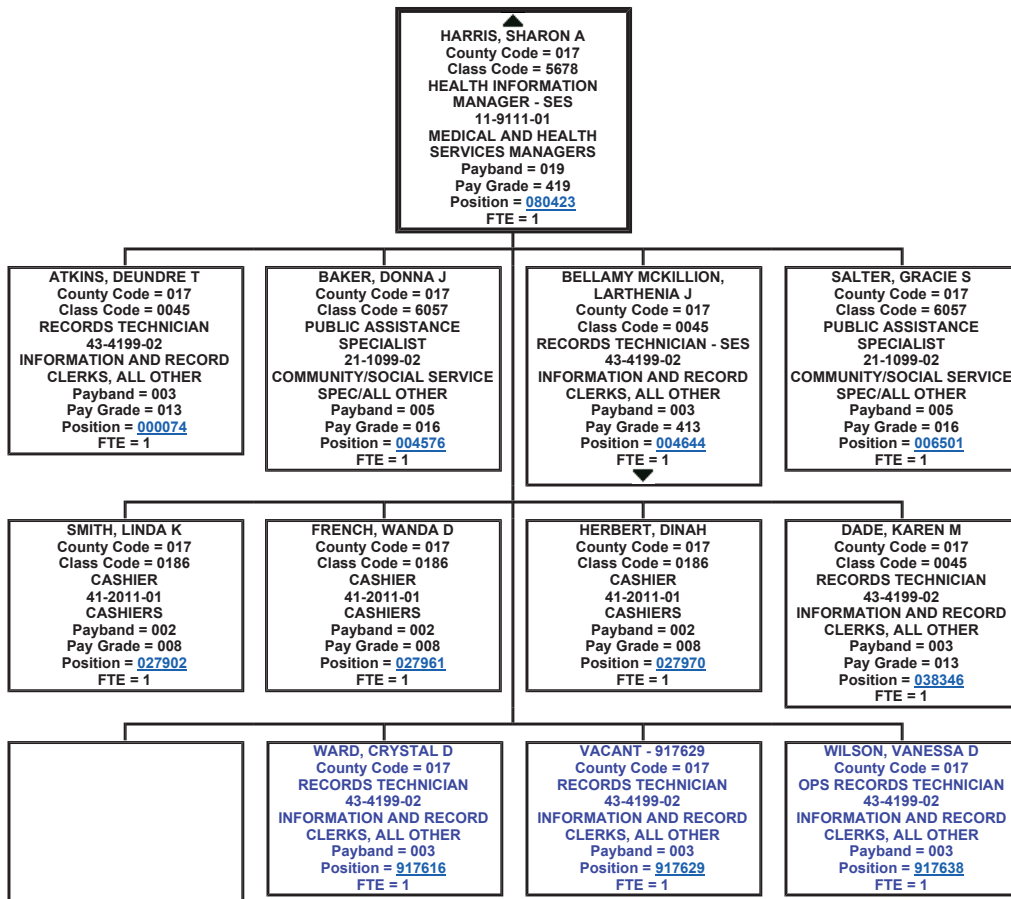 HARRIS, SHARON A
County Code = 017
Class Code = 5678
HEALTH INFORMATION
MANAGER - SES
11-9111-01
MEDICAL AND HEALTH
SERVICES MANAGERS
Payband = 019
Pay Grade = 419
Position = 080423
FTE = 1
ATKINS, DEUNDRE T
County Code = 017
Class Code = 0045
RECORDS TECHNICIAN
43-4199-02
INFORMATION AND RECORD
CLERKS, ALL OTHER
Payband = 003
Pay Grade = 013
Position = 000074
FTE = 1
BAKER, DONNA J
County Code = 017
Class Code = 6057
PUBLIC ASSISTANCE
SPECIALIST
21-1099-02
COMMUNITY/SOCIAL SERVICE
SPEC/ALL OTHER
Payband = 005
Pay Grade = 016
Position = 004576
FTE = 1
BELLAMY MCKILLION,
LARTHENIA J
County Code = 017
Class Code = 0045
RECORDS TECHNICIAN - SES
43-4199-02
INFORMATION AND RECORD
CLERKS, ALL OTHER
Payband = 003
Pay Grade = 413
Position = 004644
FTE = 1
SALTER, GRACIE S
County Code = 017
Class Code = 6057
PUBLIC ASSISTANCE
SPECIALIST
21-1099-02
COMMUNITY/SOCIAL SERVICE
SPEC/ALL OTHER
Payband = 005
Pay Grade = 016
Position = 006501
FTE = 1
SMITH, LINDA K
County Code = 017
Class Code = 0186
CASHIER
41-2011-01
CASHIERS
Payband = 002
Pay Grade = 008
Position = 027902
FTE = 1
FRENCH, WANDA D
County Code = 017
Class Code = 0186
CASHIER
41-2011-01
CASHIERS
Payband = 002
Pay Grade = 008
Position = 027961
FTE = 1
HERBERT, DINAH
County Code = 017
Class Code = 0186
CASHIER
41-2011-01
CASHIERS
Payband = 002
Pay Grade = 008
Position = 027970
FTE = 1
DADE, KAREN M
County Code = 017
Class Code = 0045
RECORDS TECHNICIAN
43-4199-02
INFORMATION AND RECORD
CLERKS, ALL OTHER
Payband = 003
Pay Grade = 013
Position = 038346
FTE = 1
WARD, CRYSTAL D
County Code = 017
RECORDS TECHNICIAN
43-4199-02
INFORMATION AND RECORD
CLERKS, ALL OTHER
Payband = 003
Position = 917616
FTE = 1
VACANT - 917629
County Code = 017
RECORDS TECHNICIAN
43-4199-02
INFORMATION AND RECORD
CLERKS, ALL OTHER
Payband = 003
Position = 917629
FTE = 1
WILSON, VANESSA D
County Code = 017
OPS RECORDS TECHNICIAN
43-4199-02
INFORMATION AND RECORD
CLERKS, ALL OTHER
Payband = 003
Position = 917638
FTE = 1